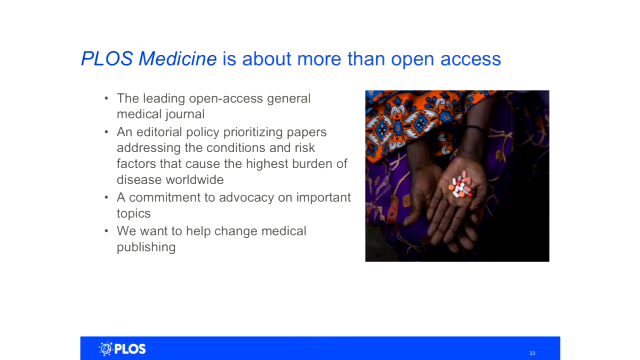 PLOS Medicine is about more than open access
• The leading open-access general
medical journal
• An editorial policy prioritizing papers
addressing the conditions and risk
factors that cause the highest burden of
disease worldwide
• A commitment to advocacy on important
topics
• We want to help change medical
publishing
PLOS
33